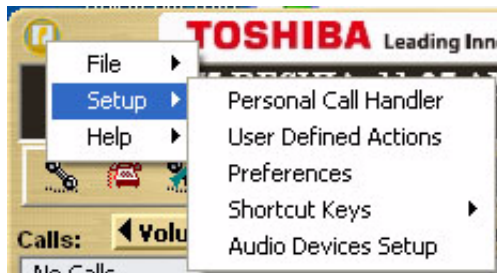 TOSHIBA Leading Inn
File
Setup
Help
Personal Call Handler
User Defined Actions
Preferences
Shortcut Keys
Audio Devices Setup
Calls: Volu
No Calls